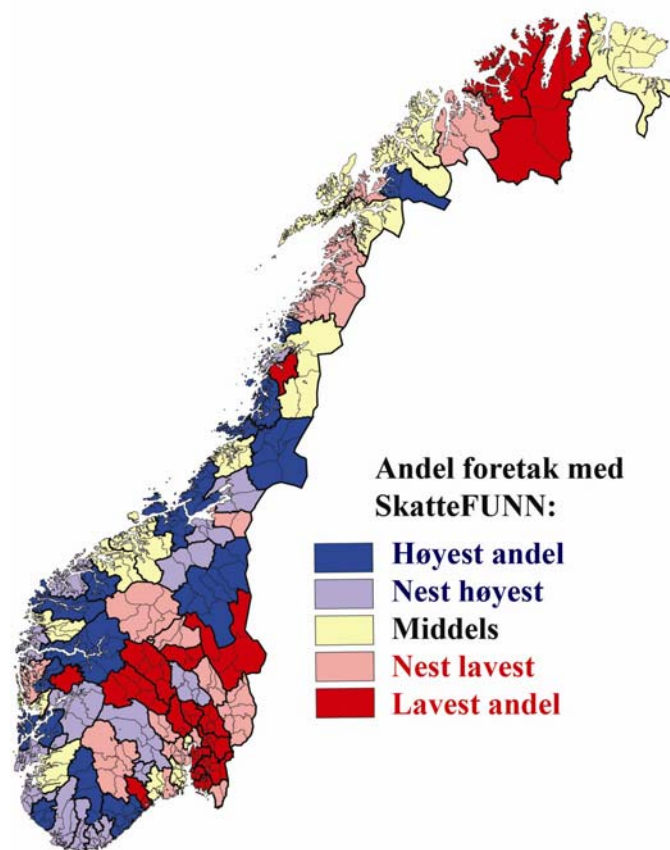 Andel foretak med
SkatteFUNN:
Høyest andel
Nest høyest
Middels
Nest lavest
Lavest andel